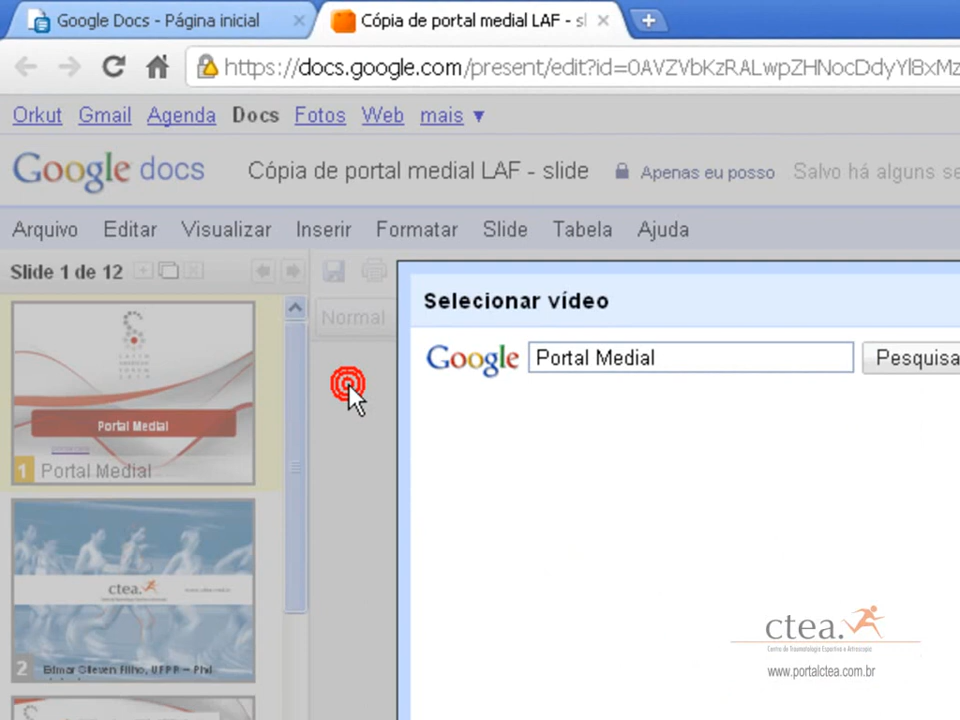 Google Docs - Página inicial
Cópia de portal medial LAF - sl
https://docs.google.com/present/edit?id=0AVZVbKzRALwpZHNocDdyYl8xMz
Orkut Gmail Agenda Docs Fotos Web mais ▼
Google docs Cópia de portal medial LAF - slide Apenas eu posso Salvo há alguns se
Arquivo Editar Visualizar Inserir Formatar Slide Tabela Ajuda
Slide 1 de 12
Normal
Selecionar vídeo
Google Portal Medial Pesquisa
Portal Medial
1 Portal Medial
ctea.
2 Edmar Stieven Filho, UFPR – Phd
ctea.
Centro de Traumatologia Esportiva e Artroscopia
www.portalctea.com.br